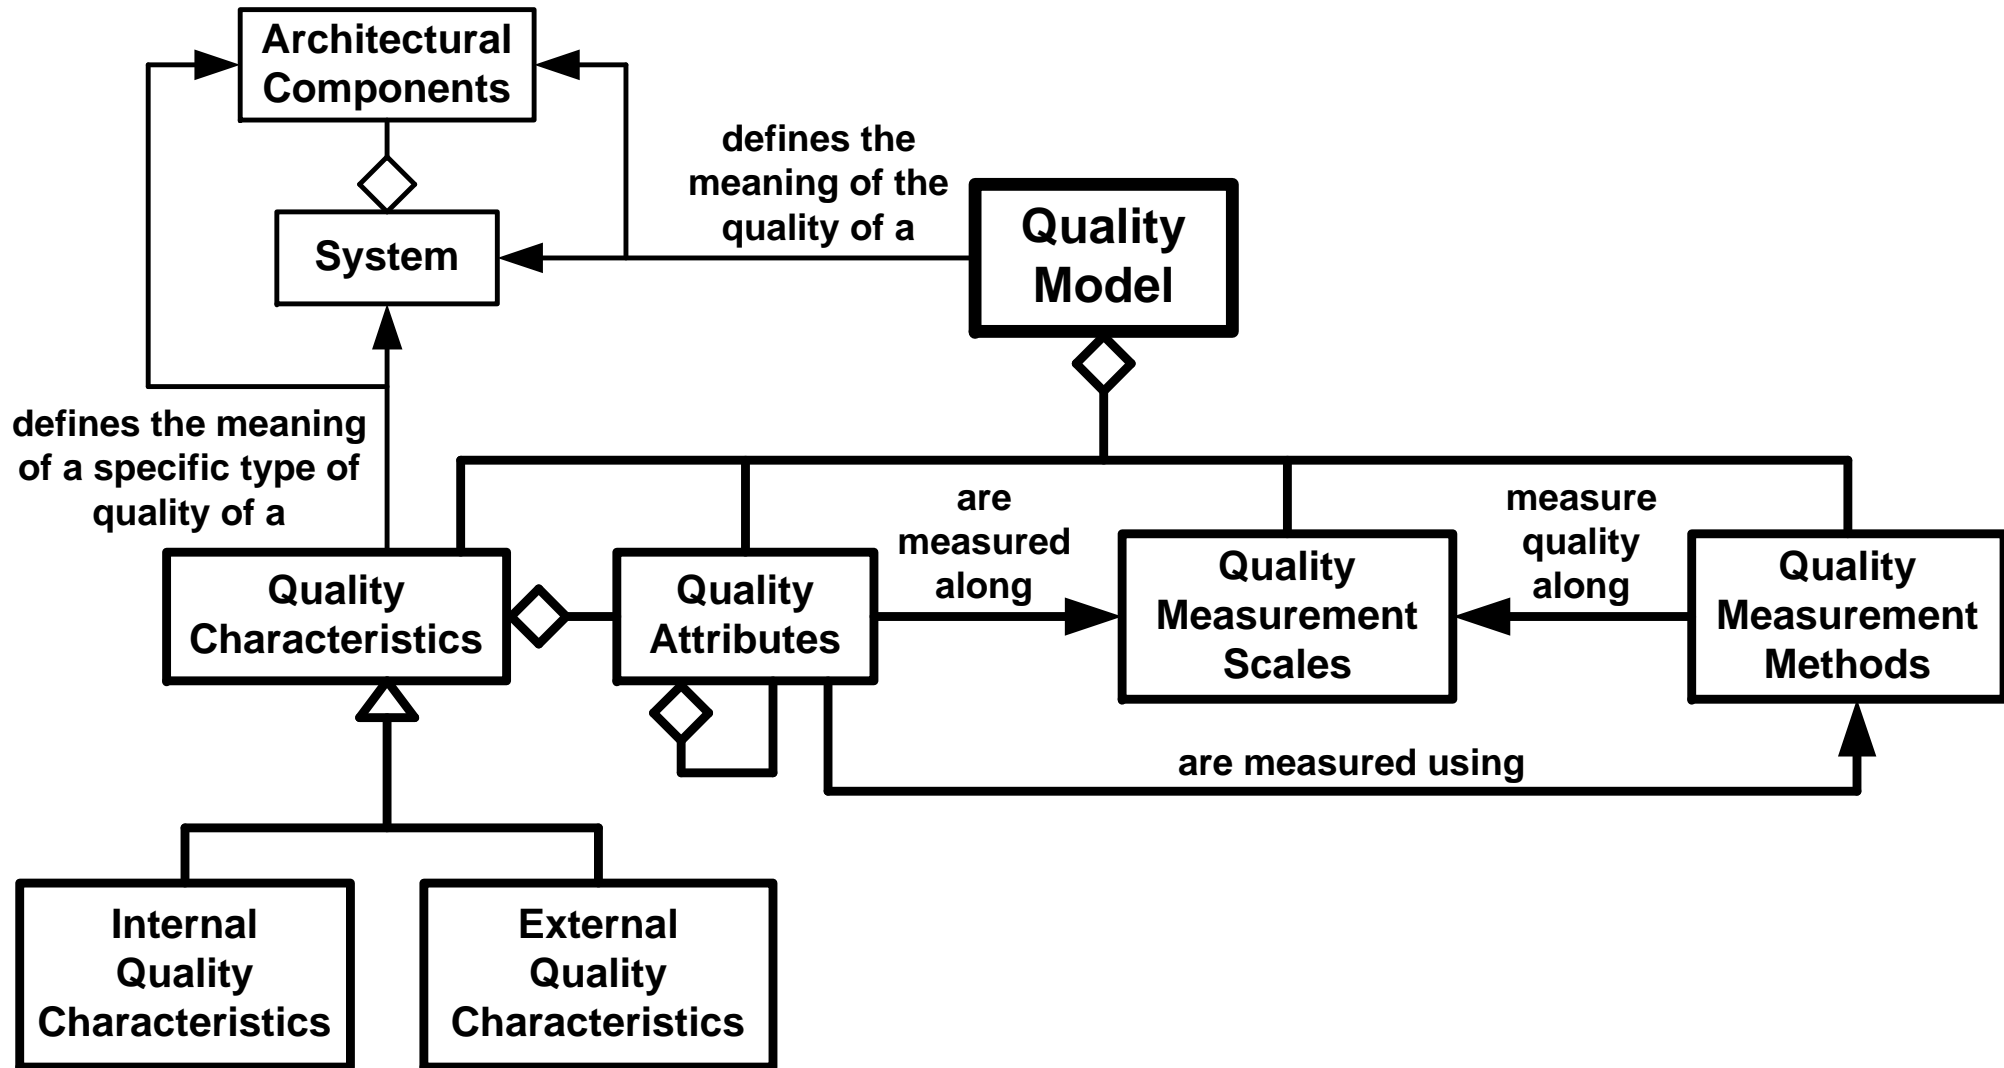 Architectural
Components
defines the
meaning of the
quality of a
Quality
Model
System
defines the meaning
of a specific type of
quality of a
are
measured
along
measure
quality
along
Quality
Characteristics
Quality
Attributes
Quality
Measurement
Scales
Quality
Measurement
Methods
are measured using
Internal
Quality
Characteristics
External
Quality
Characteristics